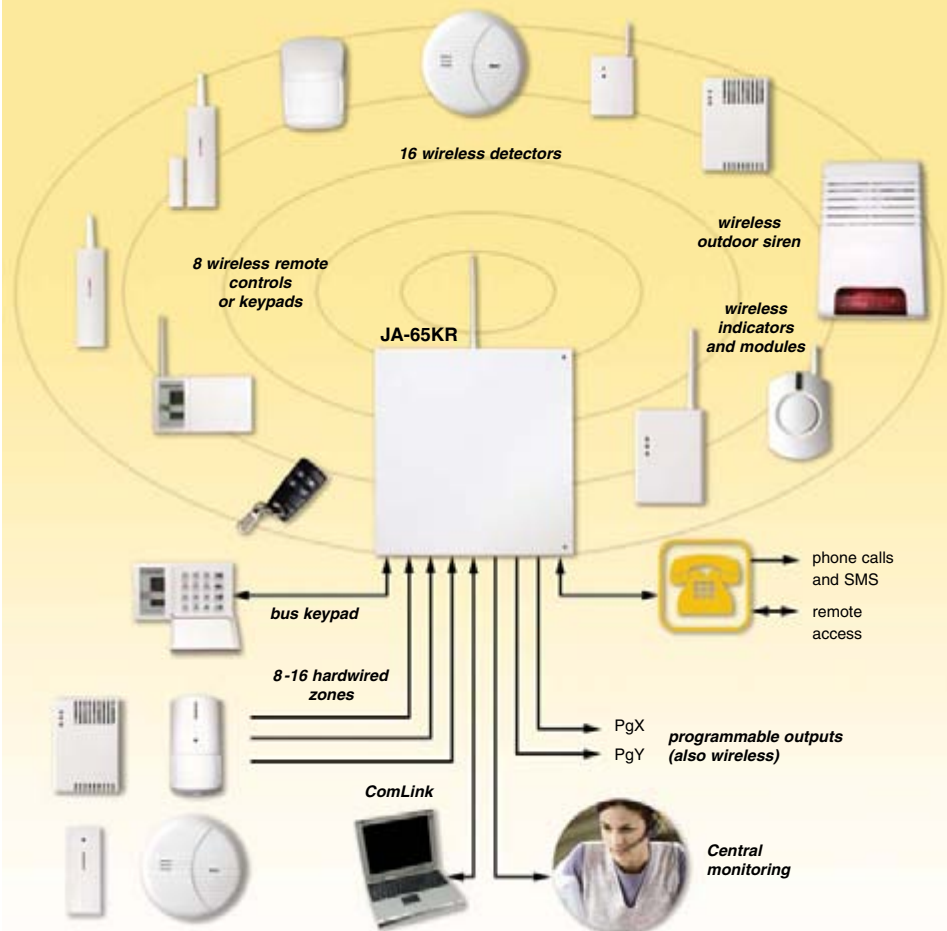 16 wireless detectors
wireless
outdoor siren
8 wireless remote
controls
or keypads
wireless
indicators
and modules
JA-65KR
phone calls
and SMS
bus keypad
remote
access
8-16 hardwired
zones
PgX
PgY
programmable outputs
(also wireless)
ComLink
Central
monitoring